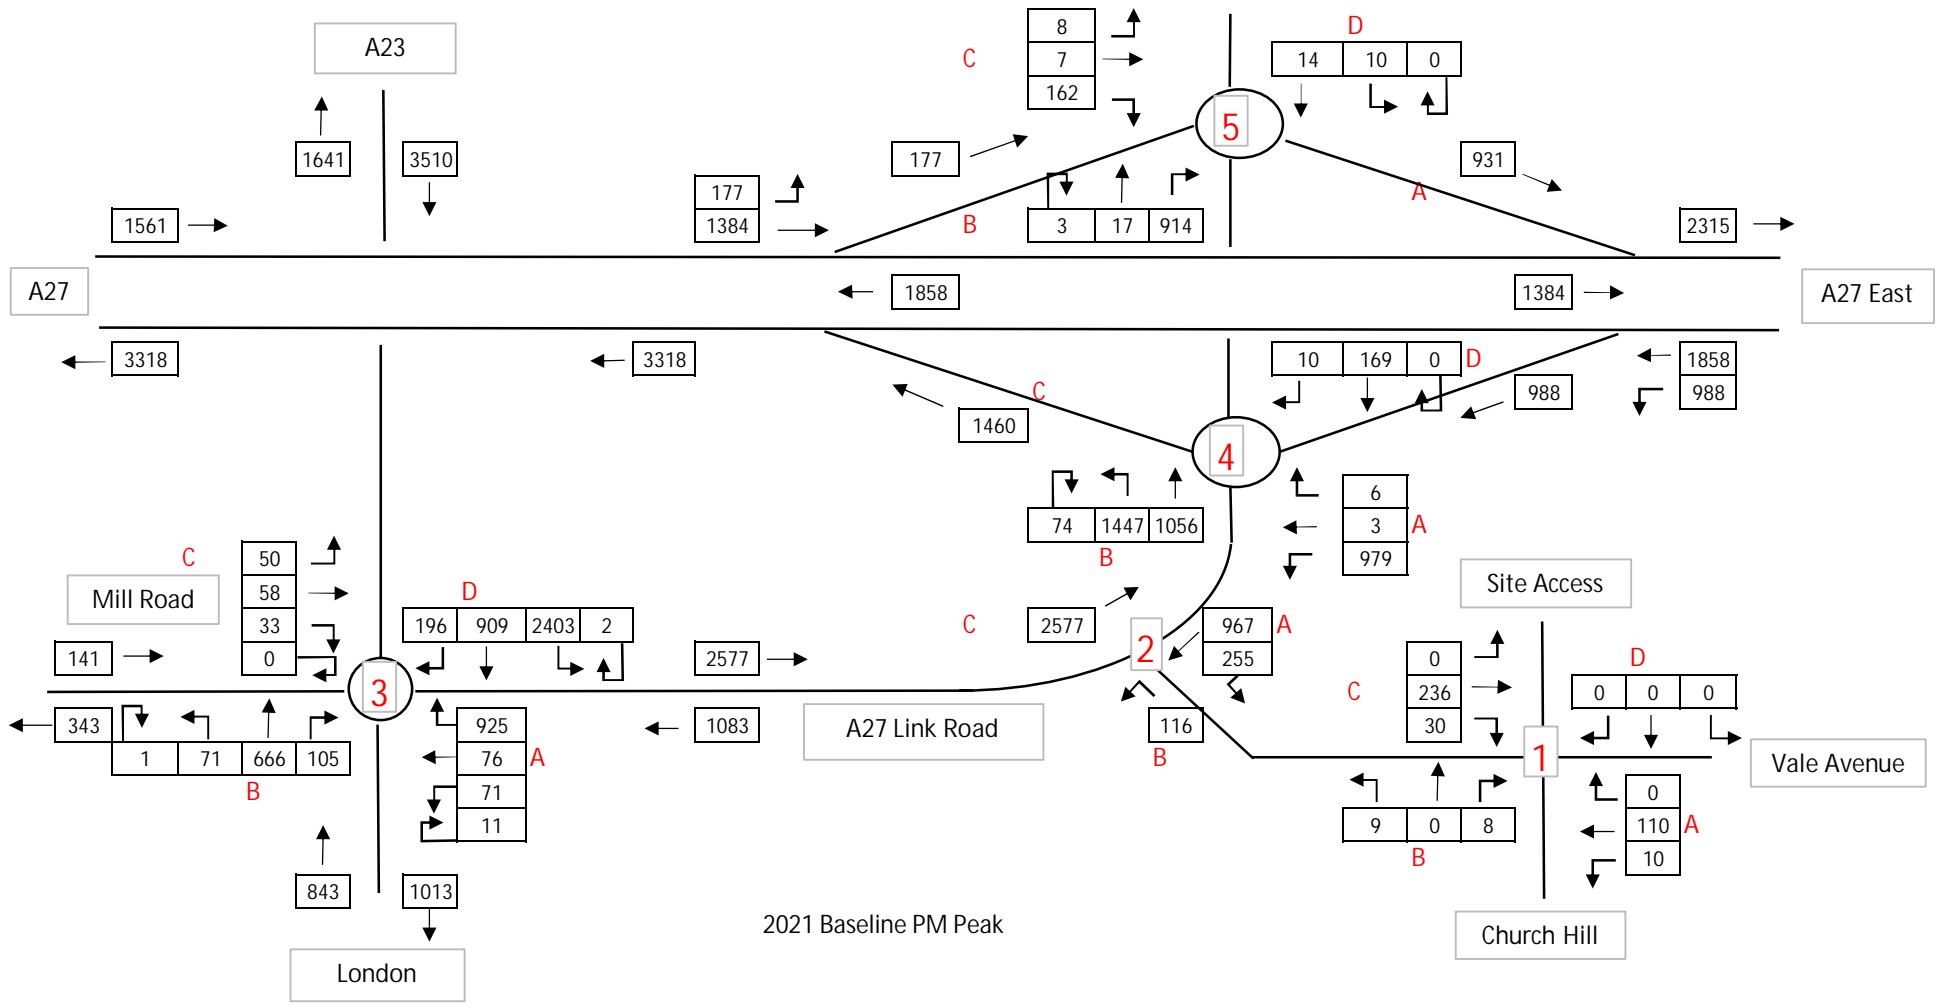 8
D
A23
C
7
14 10 0
162
5
1641
3510
177
931
177
A
1561
1384
B
3 17 914
2315
A27
1858
1384
A27 East
3318
3318
10 169 0
D
1858
C
988
988
1460
4
6
74 1447 1056
3
A
B
979
C
50
Site Access
Mill Road
58
D
33
196 909 2403 2
C
2577
967
A
141
0
2577
2
255
0
D
3
C
236
0 0 0
343
925
1083
A27 Link Road
116
30
1 71 666 105
76
A
B
1
Vale Avenue
B
71
0
11
9 0 8
110
A
B
10
843
1013
2021 Baseline PM Peak
Church Hill
London